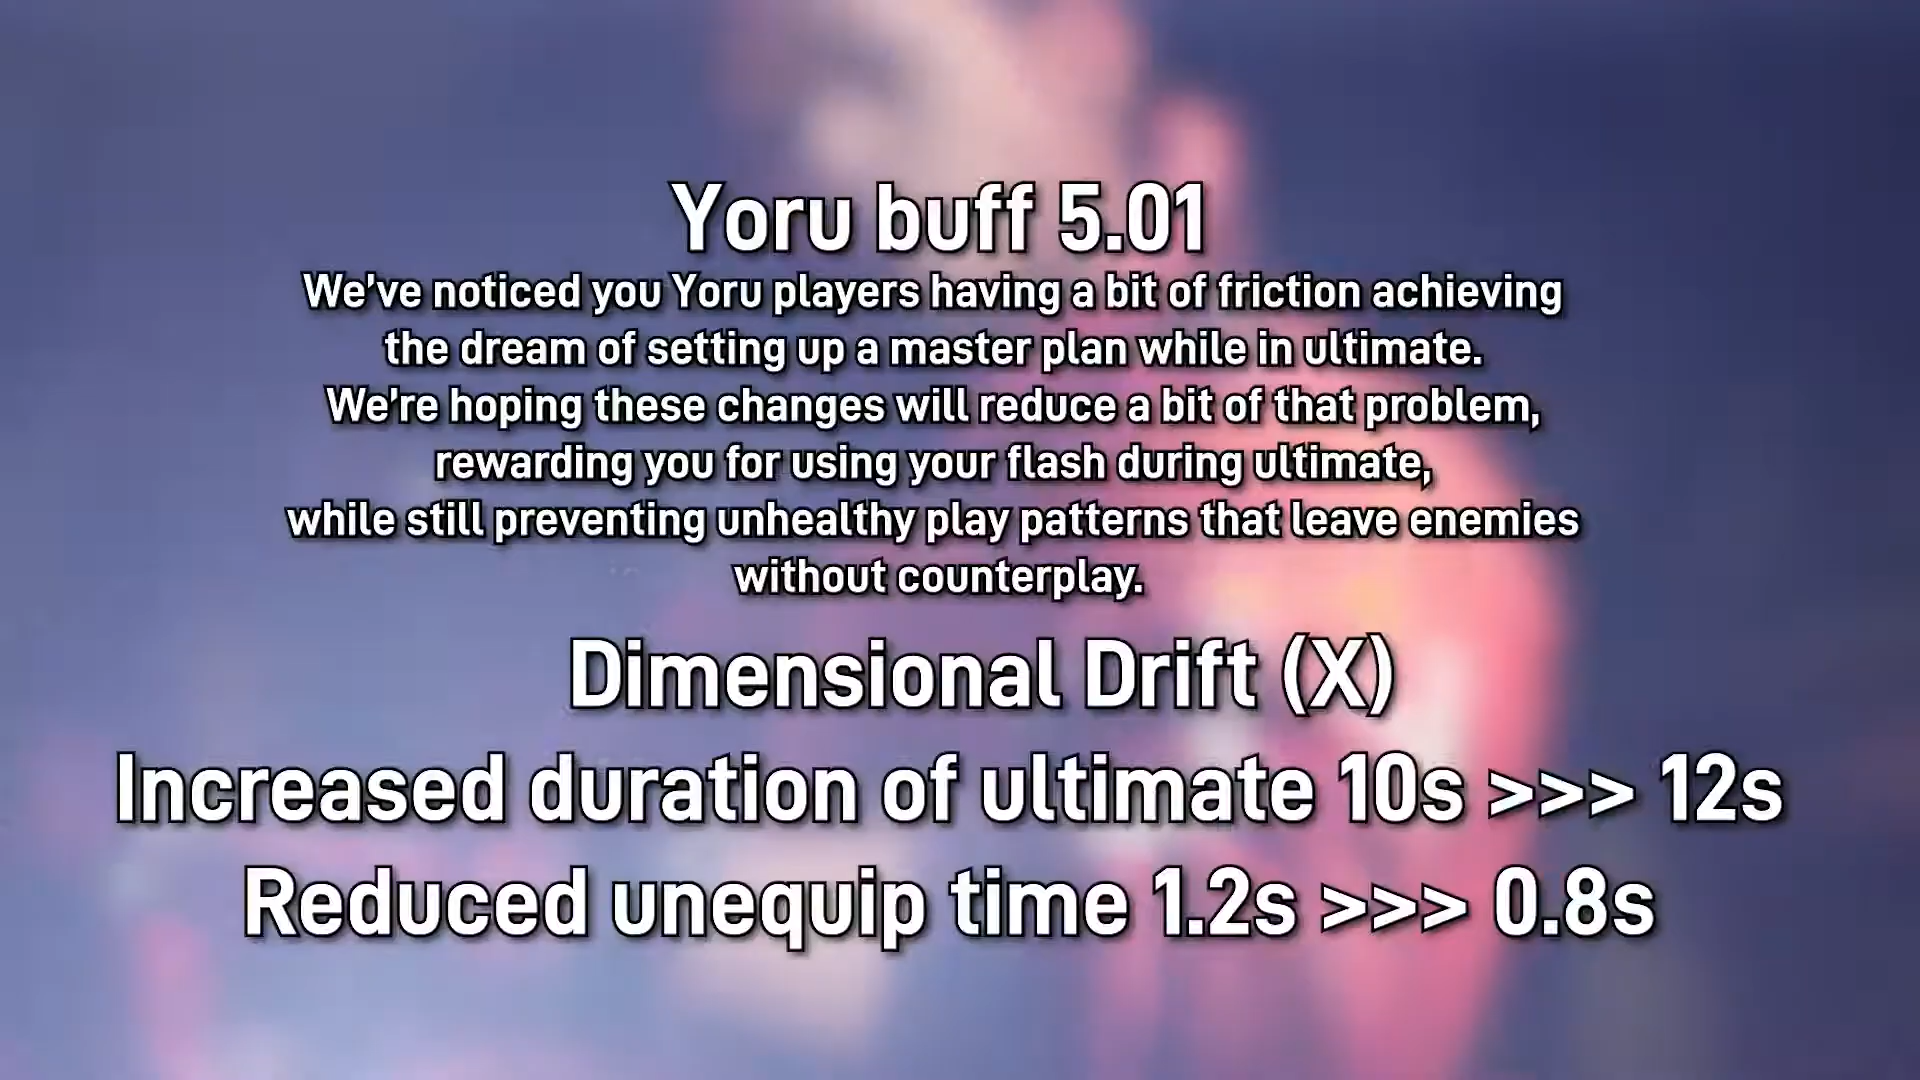 Yoru buff 5.01
We've noticed you Yoru players having a bit of friction achieving
the dream of setting up a master plan while in ultimate.
We're hoping these changes will reduce a bit of that problem,
rewarding you for using your flash during ultimate,
while still preventing unhealthy play patterns that leave enemies
without counterplay.
Dimensional Drift (X)
Increased duration of ultimate 10s >>> 12s
Reduced unequip time 1.2s >>> 0.8s